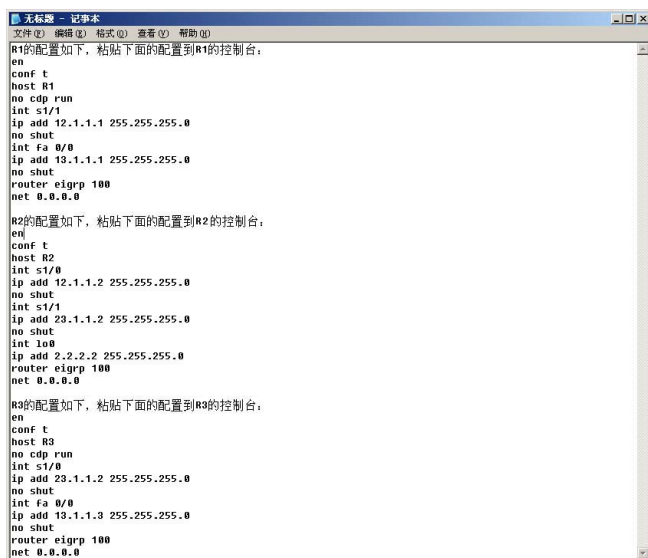 无标题 - 记事本
文件(F) 编辑(E) 格式(O) 查看(V) 帮助(H)
R1的配置如下，粘贴下面的配置到R1的控制台：
en
conf t
host R1
no cdp run
int s1/1
ip add 12.1.1.1 255.255.255.0
no shut
int fa 0/0
ip add 13.1.1.1 255.255.255.0
no shut
router eigrp 100
net 0.0.0.0
R2的配置如下，粘贴下面的配置到R2的控制台：
en
conf t
host R2
int s1/0
ip add 12.1.1.2 255.255.255.0
no shut
int s1/1
ip add 23.1.1.2 255.255.255.0
no shut
int lo0
ip add 2.2.2.2 255.255.255.0
router eigrp 100
net 0.0.0.0
R3的配置如下，粘贴下面的配置到R3的控制台：
en
conf t
host R3
no cdp run
int s1/0
ip add 23.1.1.2 255.255.255.0
no shut
int fa 0/0
ip add 13.1.1.3 255.255.255.0
no shut
router eigrp 100
net 0.0.0.0